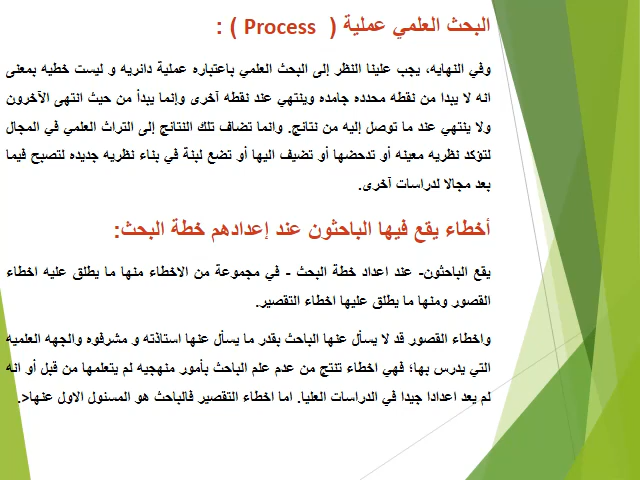 البحث العلمي عملية ( Process ) :
وفي النهايه، يجب علينا النظر إلى البحث العلمي باعتباره عملية دائريه و ليست خطيه بمعنى
انه لا يبدا من نقطه محدده جامده وينتهي عند نقطه أخرى وإنما يبدأ من حيث انتهى الآخرون
ولا ينتهي عند ما توصل إليه من نتائج. وانما تضاف تلك النتائج إلى التراث العلمي في المجال
لتؤكد نظريه معينه أو تدحضها أو تضيف اليها أو تضع لبنة في بناء نظريه جديده لتصبح فيما
بعد مجالا لدراسات آخرى.
أخطاء يقع فيها الباحثون عند إعدادهم خطة البحث:
يقع الباحثون- عند اعداد خطة البحث - في مجموعة من الاخطاء منها ما يطلق عليه اخطاء
القصور ومنها ما يطلق عليها اخطاء التقصير.
واخطاء القصور قد لا يسأل عنها الباحث بقدر ما يسأل عنها استاذته و مشرفوه والجهه العلميه
التي يدرس بها؛ فهي اخطاء تنتج من عدم علم الباحث بأمور منهجيه لم يتعلمها من قبل أو انه
لم يعد اعدادا جيدا في الدراسات العليا. اما اخطاء التقصير فالباحث هو المسئول الاول عنها<.